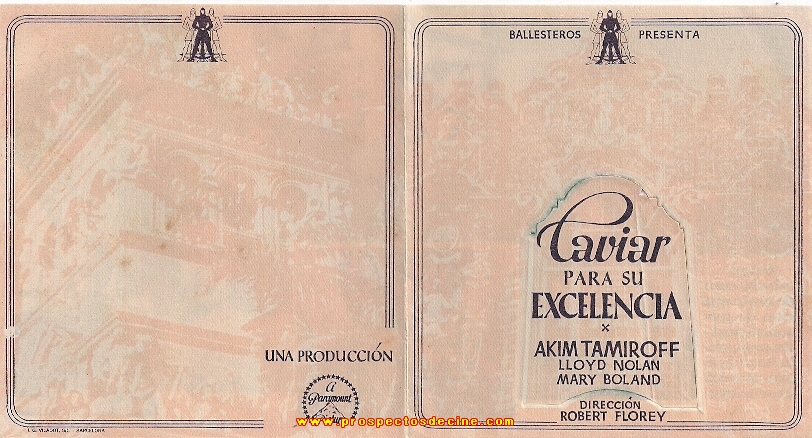 UNA PRODUCCIÓN
A
Paramount
www.prospectosdecine.com
BALLESTEROS PRESENTA
Caviar
PARA SU
EXCELENCIA
x
AKIM TAMIROFF
LLOYD NOLAN
MARY BOLAND
DIRECCIÓN
ROBERT FLOREY